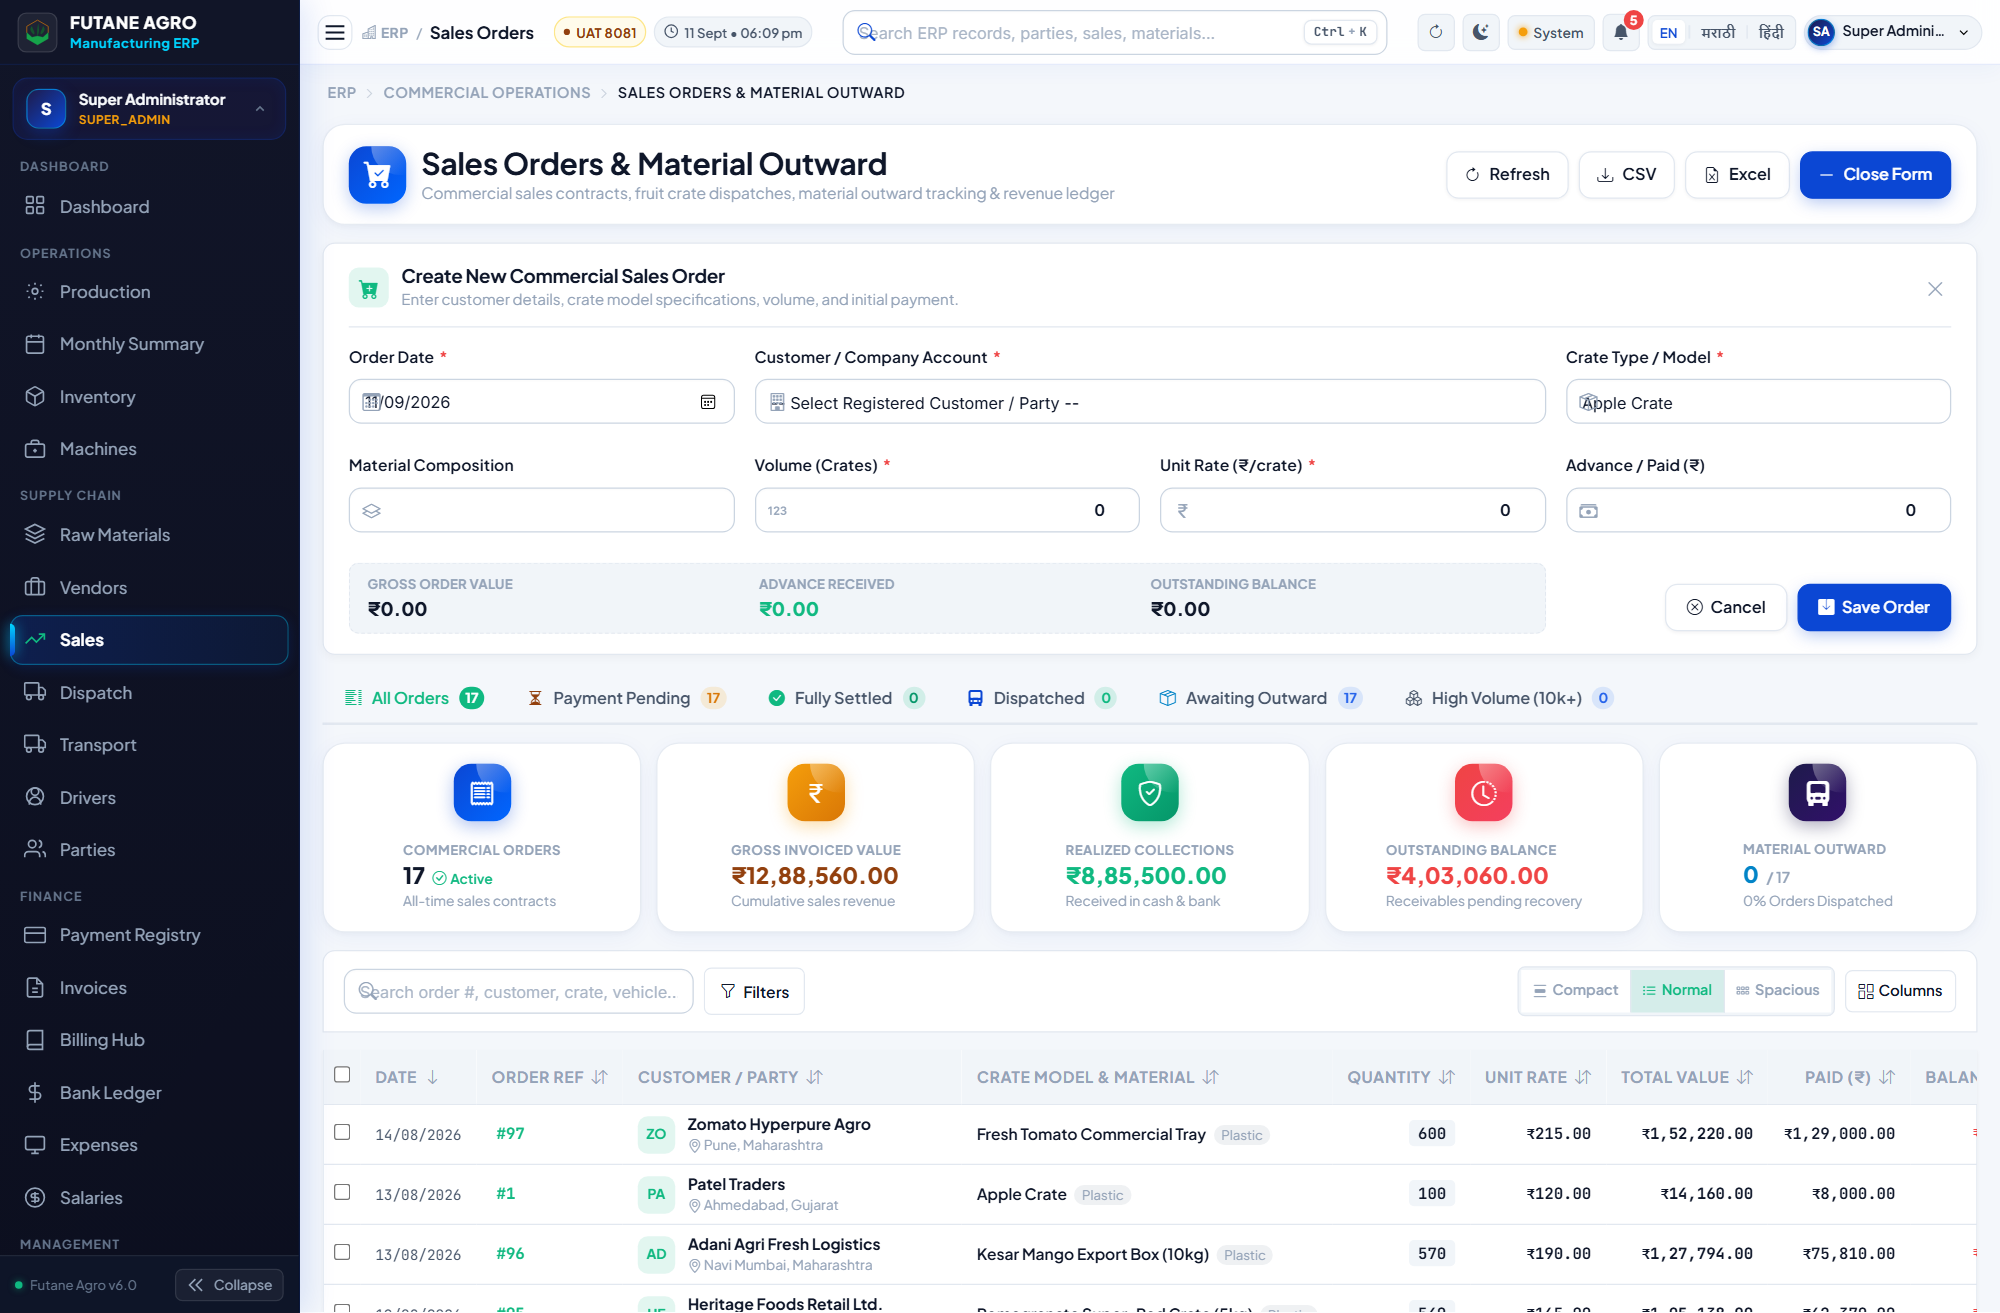 FUTANE AGRO
Manufacturing ERP
S
Super Administrator
SUPER_ADMIN
DASHBOARD
Dashboard
OPERATIONS
Production
Monthly Summary
Inventory
Machines
SUPPLY CHAIN
Raw Materials
Vendors
Sales
Dispatch
Transport
Drivers
Parties
FINANCE
Payment Registry
Invoices
Billing Hub
Bank Ledger
Expenses
Salaries
MANAGEMENT
Futane Agro v6.0
Collapse
ERP / Sales Orders
UAT 8081
11 Sept • 06:09 pm
Search ERP records, parties, sales, materials...
Ctrl + K
System
5
EN
मराठी
हिंदी
SA
Super Admini...
ERP > COMMERCIAL OPERATIONS > SALES ORDERS & MATERIAL OUTWARD
Sales Orders & Material Outward
Commercial sales contracts, fruit crate dispatches, material outward tracking & revenue ledger
Refresh
CSV
Excel
Close Form
Create New Commercial Sales Order
Enter customer details, crate model specifications, volume, and initial payment.
Order Date *
11/09/2026
Customer / Company Account *
Select Registered Customer / Party --
Crate Type / Model *
Apple Crate
Material Composition
Volume (Crates) *
123
0
Unit Rate (₹/crate) *
₹
0
Advance / Paid (₹)
0
GROSS ORDER VALUE
₹0.00
ADVANCE RECEIVED
₹0.00
OUTSTANDING BALANCE
₹0.00
Cancel
Save Order
All Orders 17
Payment Pending 17
Fully Settled 0
Dispatched 0
Awaiting Outward 17
High Volume (10k+) 0
COMMERCIAL ORDERS
17 Active
All-time sales contracts
₹
GROSS INVOICED VALUE
₹12,88,560.00
Cumulative sales revenue
REALIZED COLLECTIONS
₹8,85,500.00
Received in cash & bank
OUTSTANDING BALANCE
₹4,03,060.00
Receivables pending recovery
MATERIAL OUTWARD
0 / 17
0% Orders Dispatched
Search order #, customer, crate, vehicle..
Filters
Compact
Normal
Spacious
Columns
DATE ORDER REF CUSTOMER / PARTY CRATE MODEL & MATERIAL QUANTITY UNIT RATE TOTAL VALUE PAID (₹) BALAN
14/08/2026 #97 ZO Zomato Hyperpure Agro Fresh Tomato Commercial Tray Plastic 600 ₹215.00 ₹1,52,220.00 ₹1,29,000.00
Pune, Maharashtra
13/08/2026 #1 PA Patel Traders Apple Crate Plastic 100 ₹120.00 ₹14,160.00 ₹8,000.00
Ahmedabad, Gujarat
13/08/2026 #96 AD Adani Agri Fresh Logistics Kesar Mango Export Box (10kg) Plastic 570 ₹190.00 ₹1,27,794.00 ₹75,810.00
Navi Mumbai, Maharashtra
Heritage Foods Retail Ltd.